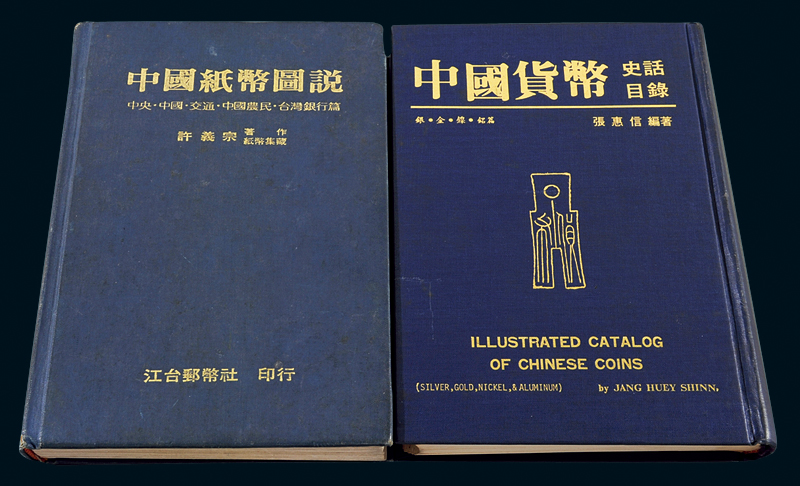 中國紙幣圖説
中央·中國·交通·中國農民·台灣銀行篇
許義宗 著作
紙幣集藏
江台郵幣社 印行
中國貨幣 史話
目錄
銀●金●鎳●鋁篇
張惠信 編著
ILLUSTRATED CATALOG
OF CHINESE COINS
(SILVER,GOLD,NICKEL,& ALUMINUM)
by JANG HUEY SHINN,